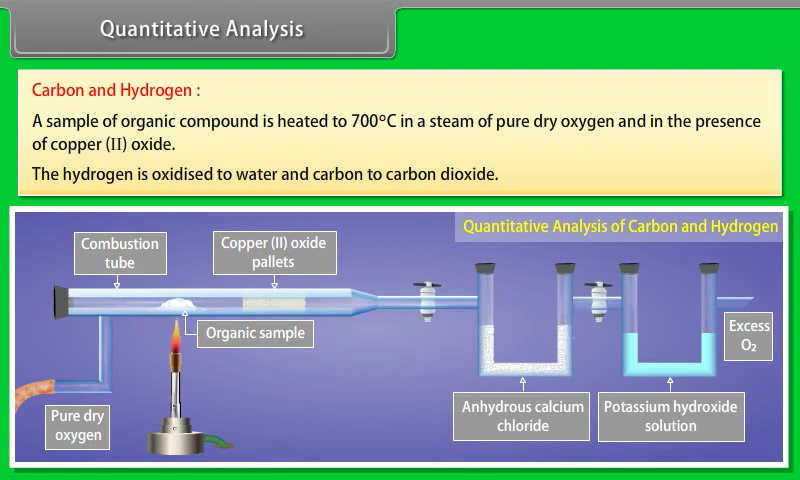 Quantitative Analysis
Carbon and Hydrogen :
A sample of organic compound is heated to 700°C in a steam of pure dry oxygen and in the presence
of copper (II) oxide.
The hydrogen is oxidised to water and carbon to carbon dioxide.
Quantitative Analysis of Carbon and Hydrogen
Combustion
tube
Copper (II) oxide
pallets
Organic sample
Excess
O₂
Pure dry
oxygen
Anhydrous calcium
chloride
Potassium hydroxide
solution